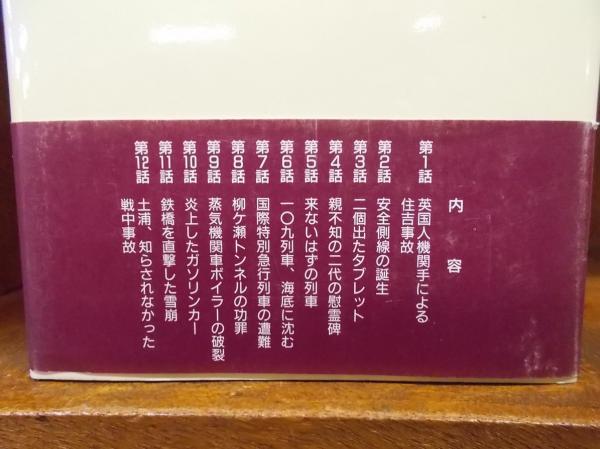 内容
第1話 英国人機関手による
住吉事故
第2話 安全側線の誕生
第3話 二個出たタブレット
第4話 親不知の二代の慰霊碑
第5話 来ないはずの列車
第6話 一〇九列車、海底に沈む
第7話 国際特別急行列車の遭難
第8話 柳ケ瀬トンネルの功罪
第9話 蒸気機関車ボイラーの破裂
第10話 炎上したガソリンカー
第11話 鉄橋を直撃した雪崩
第12話 土浦、知らされなかった
戦中事故